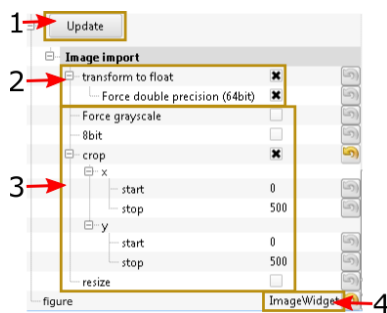 1 Update
Image import
2 transform to float
Force double precision (64bit)
Force grayscale
8bit
crop
3 x
start 0
stop 500
y
start 0
stop 500
resize
figure ImageWidget 4